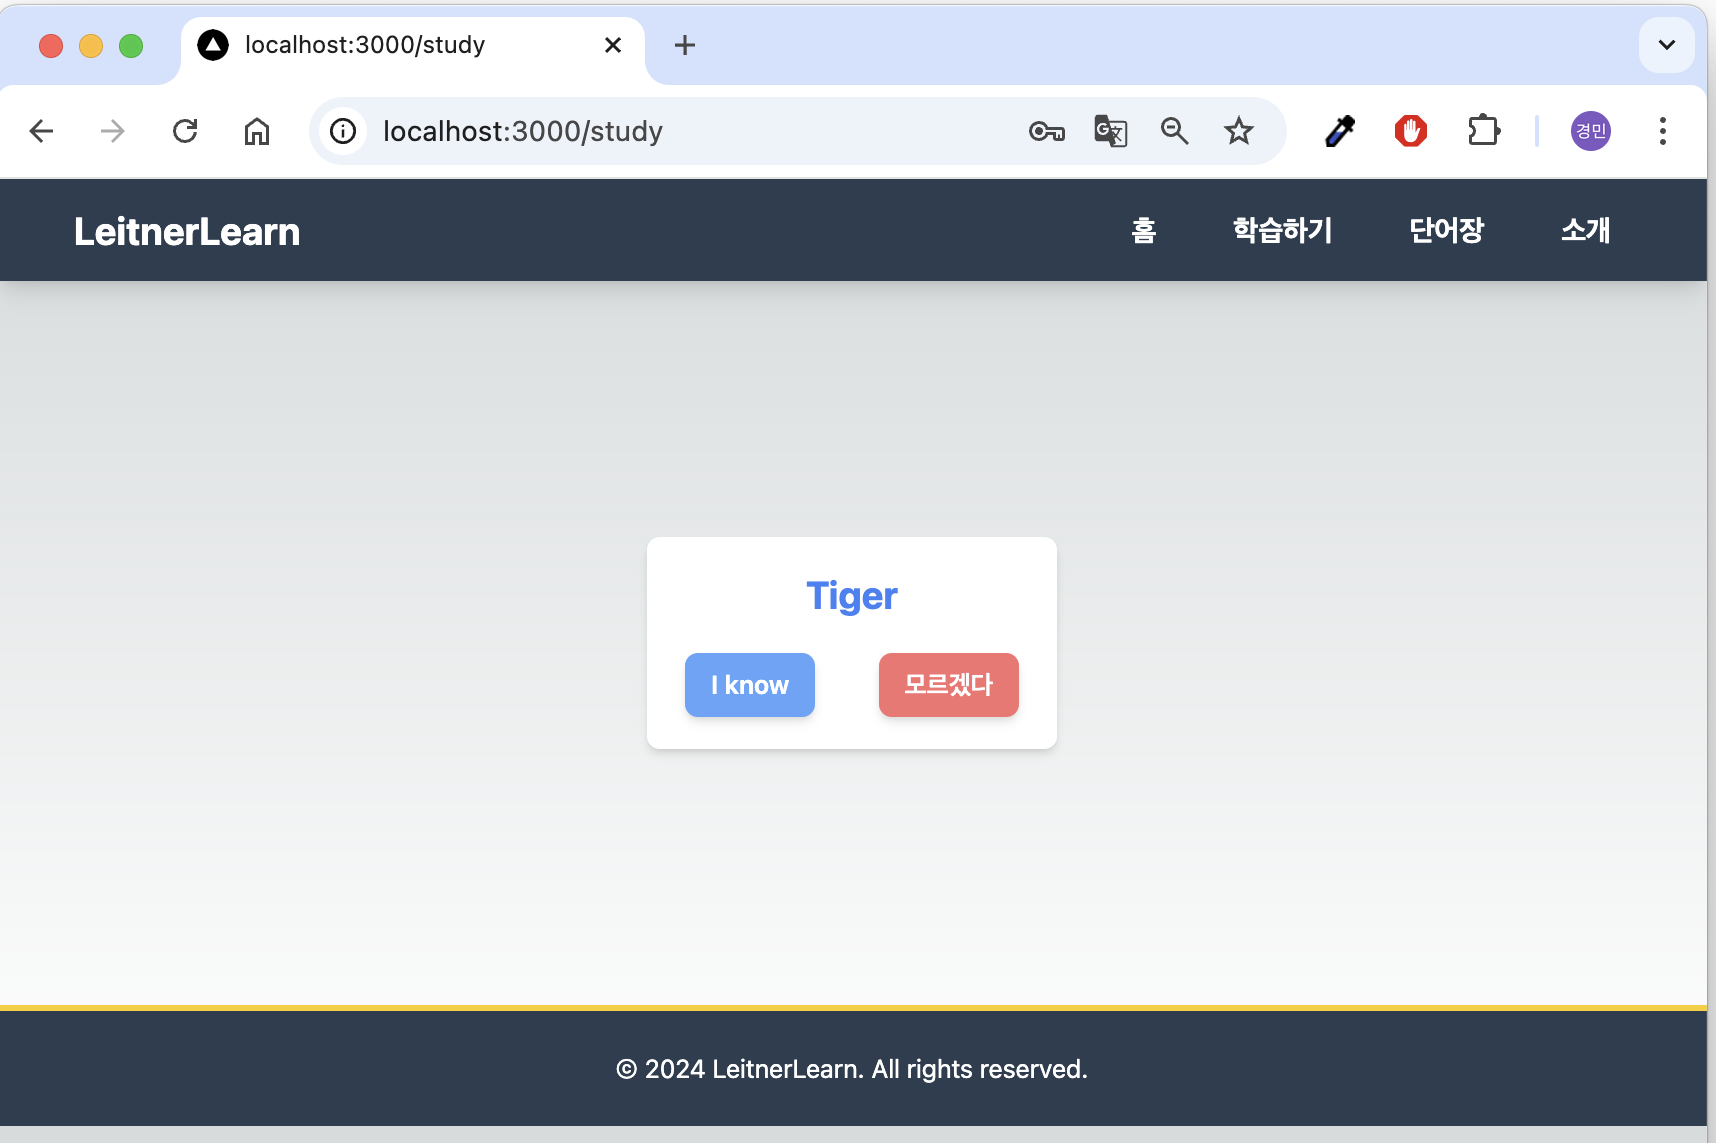 localhost:3000/study
localhost:3000/study
경민
LeitnerLearn 홈 학습하기 단어장 소개
Tiger
I know 모르겠다
© 2024 LeitnerLearn. All rights reserved.